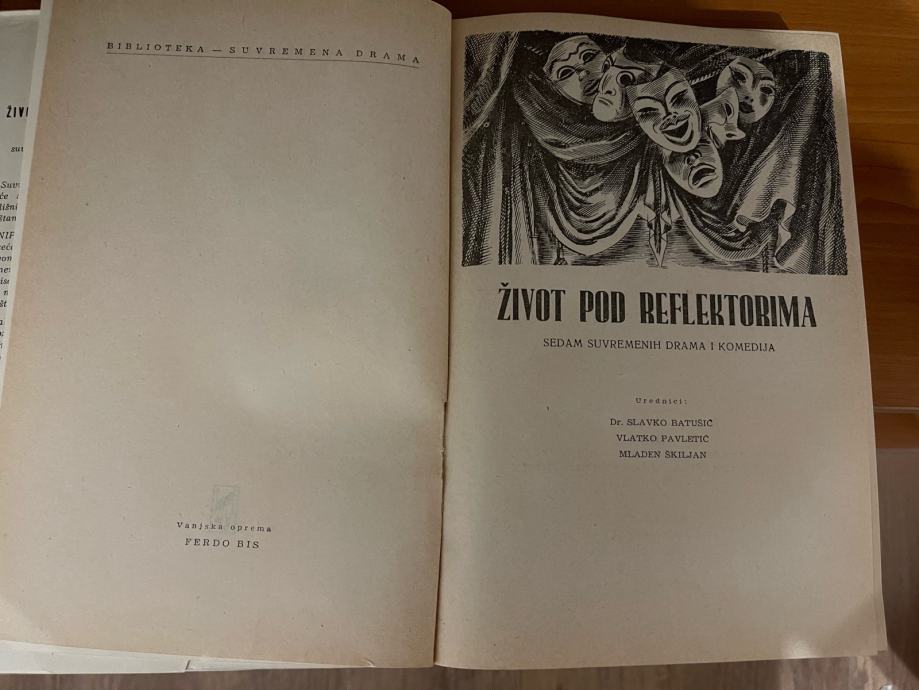 BIBLIOTEKA — SUVREMENA DRAMA
Vanjska oprema
FERDO BIS
ŽIVOT POD REFLEKTORIMA
SEDAM SUVREMENIH DRAMA I KOMEDIJA
Urednici:
Dr. SLAVKO BATUŠIĆ
VLATKO PAVLETIĆ
MLADEN ŠKILJAN